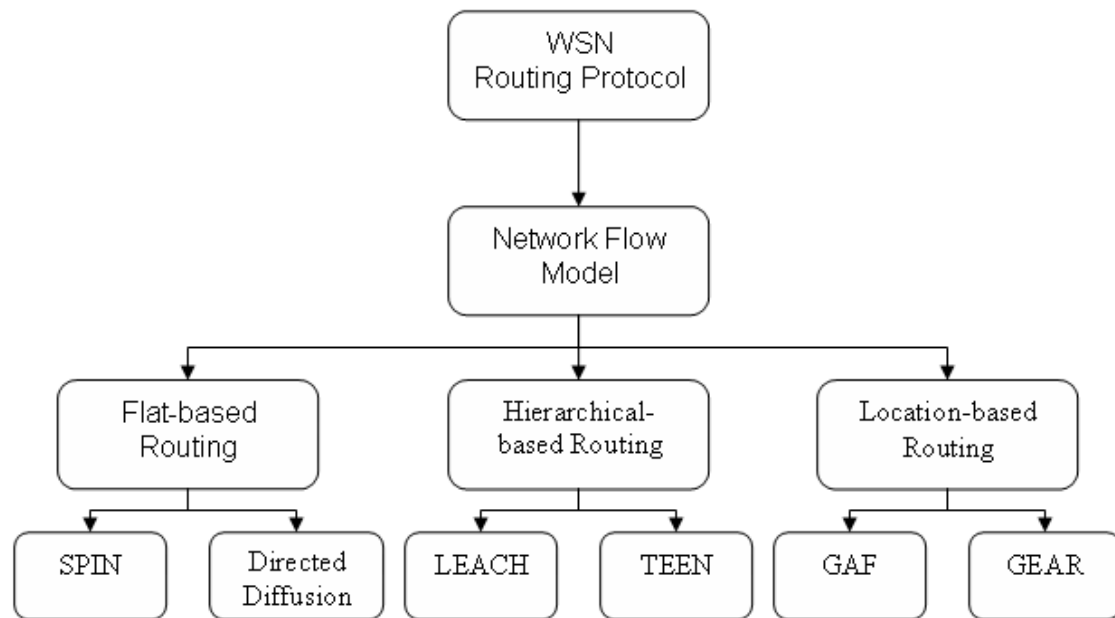 WSN
Routing Protocol
Network Flow
Model
Flat-based
Routing
Hierarchical-
based Routing
Location-based
Routing
SPIN
Directed
Diffusion
LEACH
TEEN
GAF
GEAR